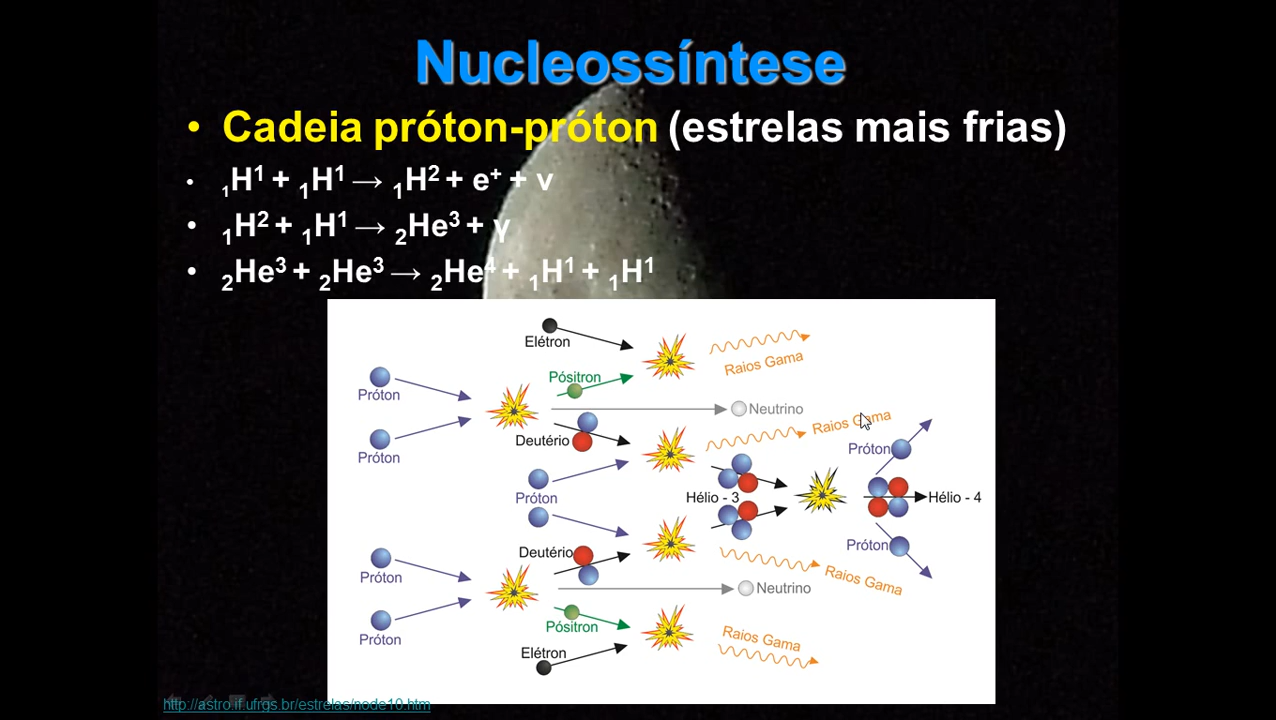 Nucleossíntese
• Cadeia próton-próton (estrelas mais frias)
• ₁H¹ + ₁H¹ → ₁H² + e⁺ + ν
• ₁H² + ₁H¹ → ₂He³ + γ
• ₂He³ + ₂He³ → ₂He⁴ + ₁H¹ + ₁H¹
Elétron
Raios Gama
Pósitron
Próton
Neutrino
Raios Gama
Deutério
Próton
Próton
Próton
Hélio - 3
Hélio - 4
Deutério
Próton
Próton
Raios Gama
Neutrino
Pósitron
Próton
Raios Gama
Elétron
http://astro.if.ufrgs.br/estrelas/node10.htm